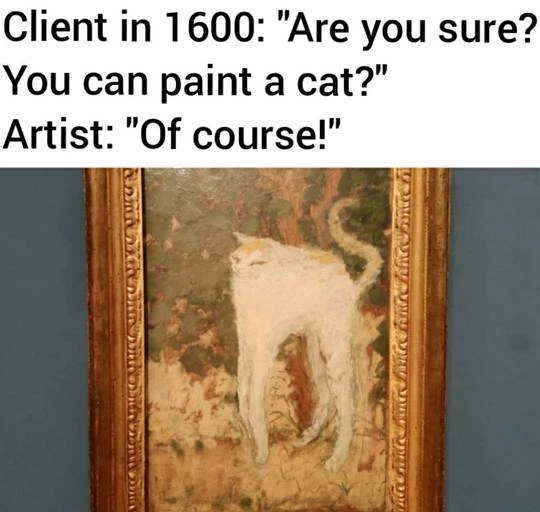 Client in 1600: "Are you sure?
You can paint a cat?"
Artist: "Of course!"